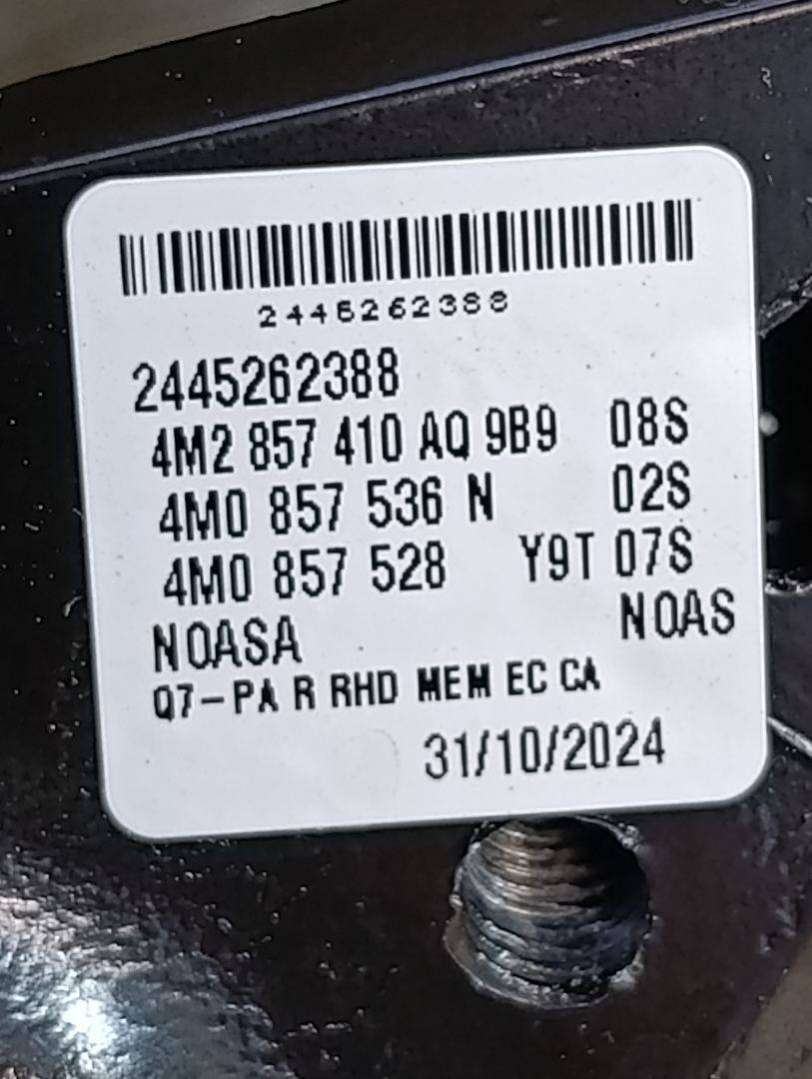 2445262388
2445262388
4M2 857 410 AQ 9B9 08S
4M0 857 536 N 02S
4M0 857 528 Y9T 07S
NOASA NOAS
Q7-PA R RHD MEM EC CA
31/10/2024